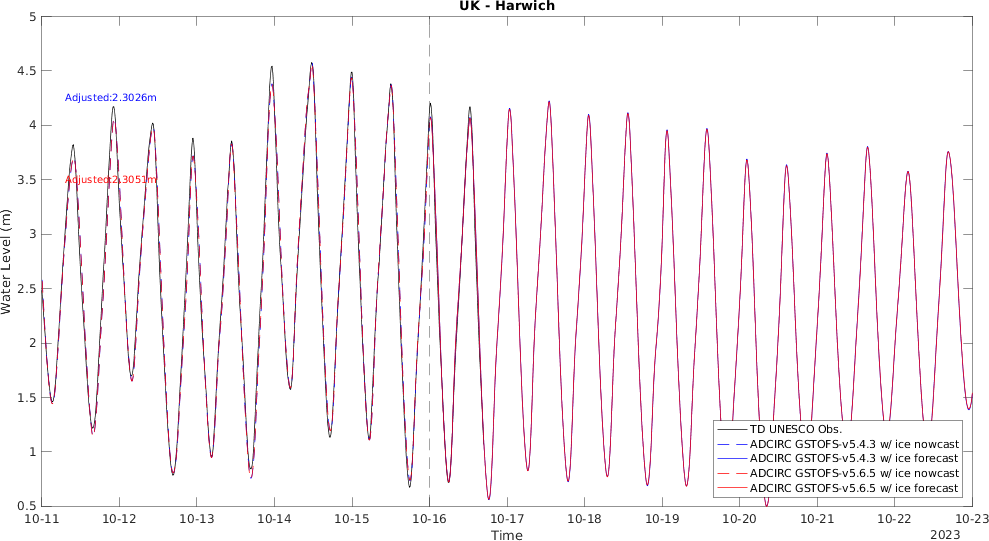 UK - Harwich
5
4.5
4
3.5
3
2.5
2
1.5
1
0.5
Water Level (m)
Adjusted:2.3026m
Adjusted:2.3051m
TD UNESCO Obs.
ADCIRC GSTOFS-v5.4.3 w/ ice nowcast
ADCIRC GSTOFS-v5.4.3 w/ ice forecast
ADCIRC GSTOFS-v5.6.5 w/ ice nowcast
ADCIRC GSTOFS-v5.6.5 w/ ice forecast
10-11 10-12 10-13 10-14 10-15 10-16 10-17 10-18 10-19 10-20 10-21 10-22 10-23
Time
2023